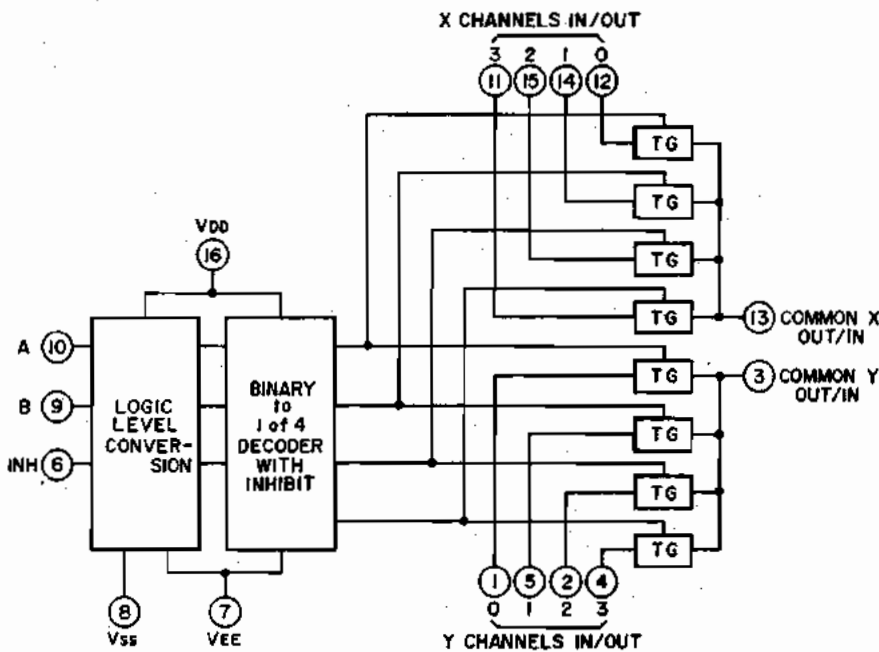 X CHANNELS IN/OUT
3 2 1 0
11 15 14 12
TG
TG
TG
TG
VDD
16
13 COMMON X
OUT/IN
A 10
B 9
INH 6
LOGIC
LEVEL
CONVER-
SION
BINARY
to
1 of 4
DECODER
WITH
INHIBIT
TG
3 COMMON Y
OUT/IN
TG
TG
TG
8
VSS
7
VEE
1 5 2 4
0 1 2 3
Y CHANNELS IN/OUT